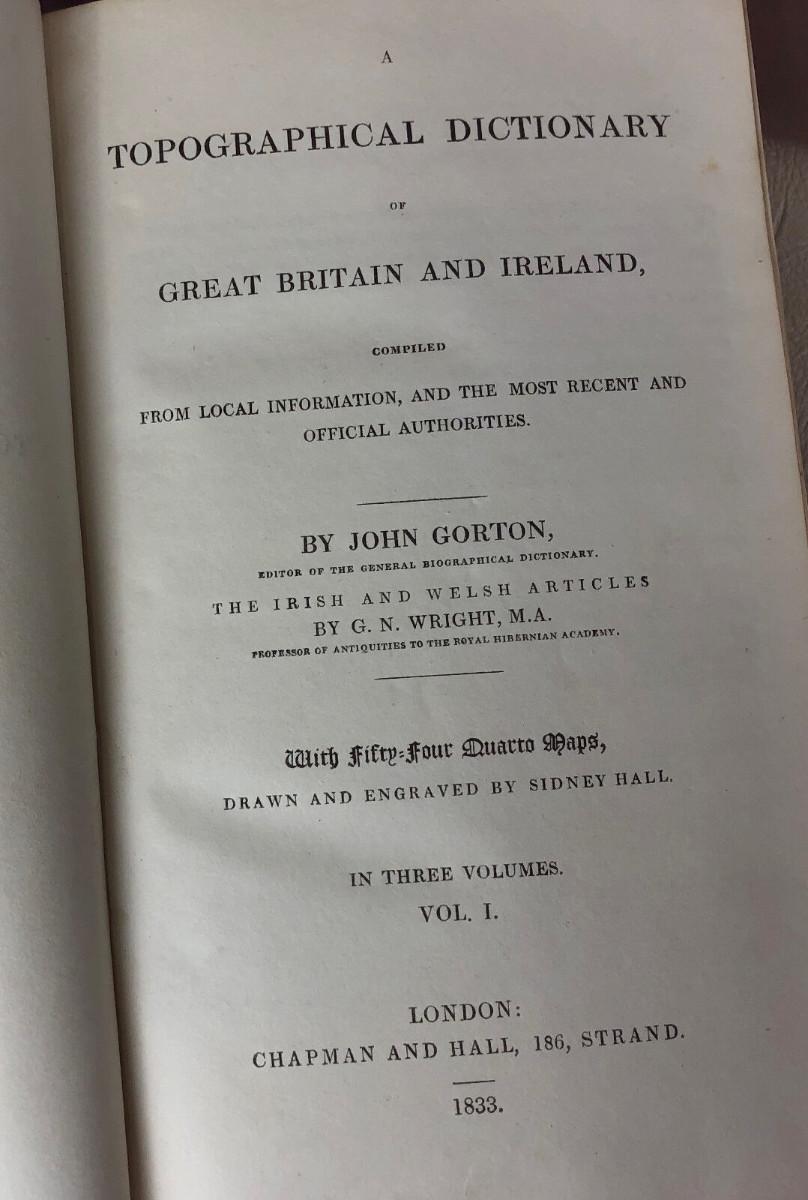 A
TOPOGRAPHICAL DICTIONARY
OF
GREAT BRITAIN AND IRELAND,
COMPILED
FROM LOCAL INFORMATION, AND THE MOST RECENT AND
OFFICIAL AUTHORITIES.
BY JOHN GORTON,
EDITOR OF THE GENERAL BIOGRAPHICAL DICTIONARY.
THE IRISH AND WELSH ARTICLES
BY G. N. WRIGHT, M.A.
PROFESSOR OF ANTIQUITIES TO THE ROYAL HIBERNIAN ACADEMY.
With Fifty-Four Quarto Maps,
DRAWN AND ENGRAVED BY SIDNEY HALL.
IN THREE VOLUMES.
VOL. I.
LONDON:
CHAPMAN AND HALL, 186, STRAND.
1833.